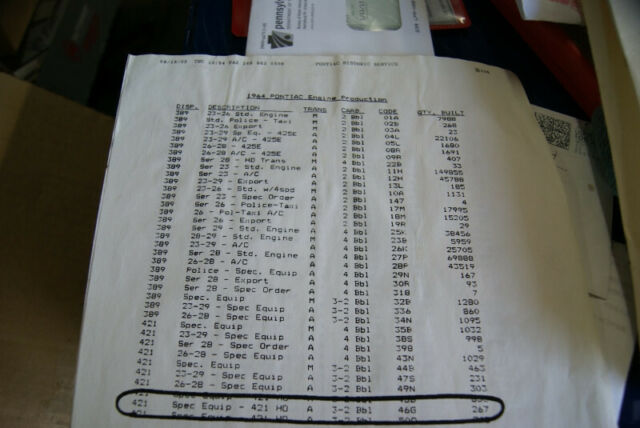 pennsylv
1964 PONTIAC Engine Production
DISP. DESCRIPTION TRANS CARB. CODE QTY. BUILT
389 23-26 Std. Engine M 2 Bbl 01A 7988
389 Std. Police - Taxi M 2 Bbl 02B 268
389 23-26 Export M 2 Bbl 03A 23
389 23-29 Sp Eq. - 425E A 2 Bbl 04L 22106
389 23-29 A/C - 425E A 2 Bbl 05L 1680
389 26-28 - 425E A 2 Bbl 08R 1691
389 26-28 A/C - 425E A 2 Bbl 09R 407
389 Ser 28 - HD Trans M 4 Bbl 22B 33
389 Ser 23 - Std. Engine A 2 Bbl 11H 149855
389 Ser 23 - A/C A 2 Bbl 12H 45788
389 23-29 - Export A 2 Bbl 13L 185
389 23-26 - Std. w/4spd 2 Bbl 10A 1131
389 Ser 23 - Spec Order A 2 Bbl 147 4
389 Ser 26 - Police-Taxi A 2 Bbl 17M 17995
389 26 - Pol-Taxi A/C A 2 Bbl 18M 15205
389 Ser 26 - Export A 2 Bbl 19R 29
389 Ser 29 - Std. Engine A 4 Bbl 25K 38456
389 28-29 - Std. Engine M 4 Bbl 23B 5959
389 23-29 - A/C A 4 Bbl 26K 25705
389 Ser 28 - Std. Engine A 4 Bbl 27P 69888
389 26-28 - A/C A 4 Bbl 28P 43519
389 Police - Spec. Equip A 4 Bbl 29N 167
389 Ser 28 - Export A 4 Bbl 30R 93
389 Ser 28 - Spec Order A 4 Bbl 318 7
389 Spec. Equip M 3-2 Bbl 32B 1280
389 23-29 - Spec Equip A 3-2 Bbl 336 860
389 26-28 - Spec Equip A 3-2 Bbl 34N 1095
421 Spec. Equip M 4 Bbl 35B 1032
421 23-29 - Spec Equip A 4 Bbl 38S 998
421 Ser 28 - Spec Order A 4 Bbl 398 5
421 26-28 - Spec Equip A 4 Bbl 43N 1029
421 Spec. Equip M 3-2 Bbl 44B 463
421 23-29 - Spec Equip A 3-2 Bbl 47S 231
421 26-28 - Spec Equip A 3-2 Bbl 49N 303
421 Spec Equip - 421 HO A 3-2 Bbl 46G 267